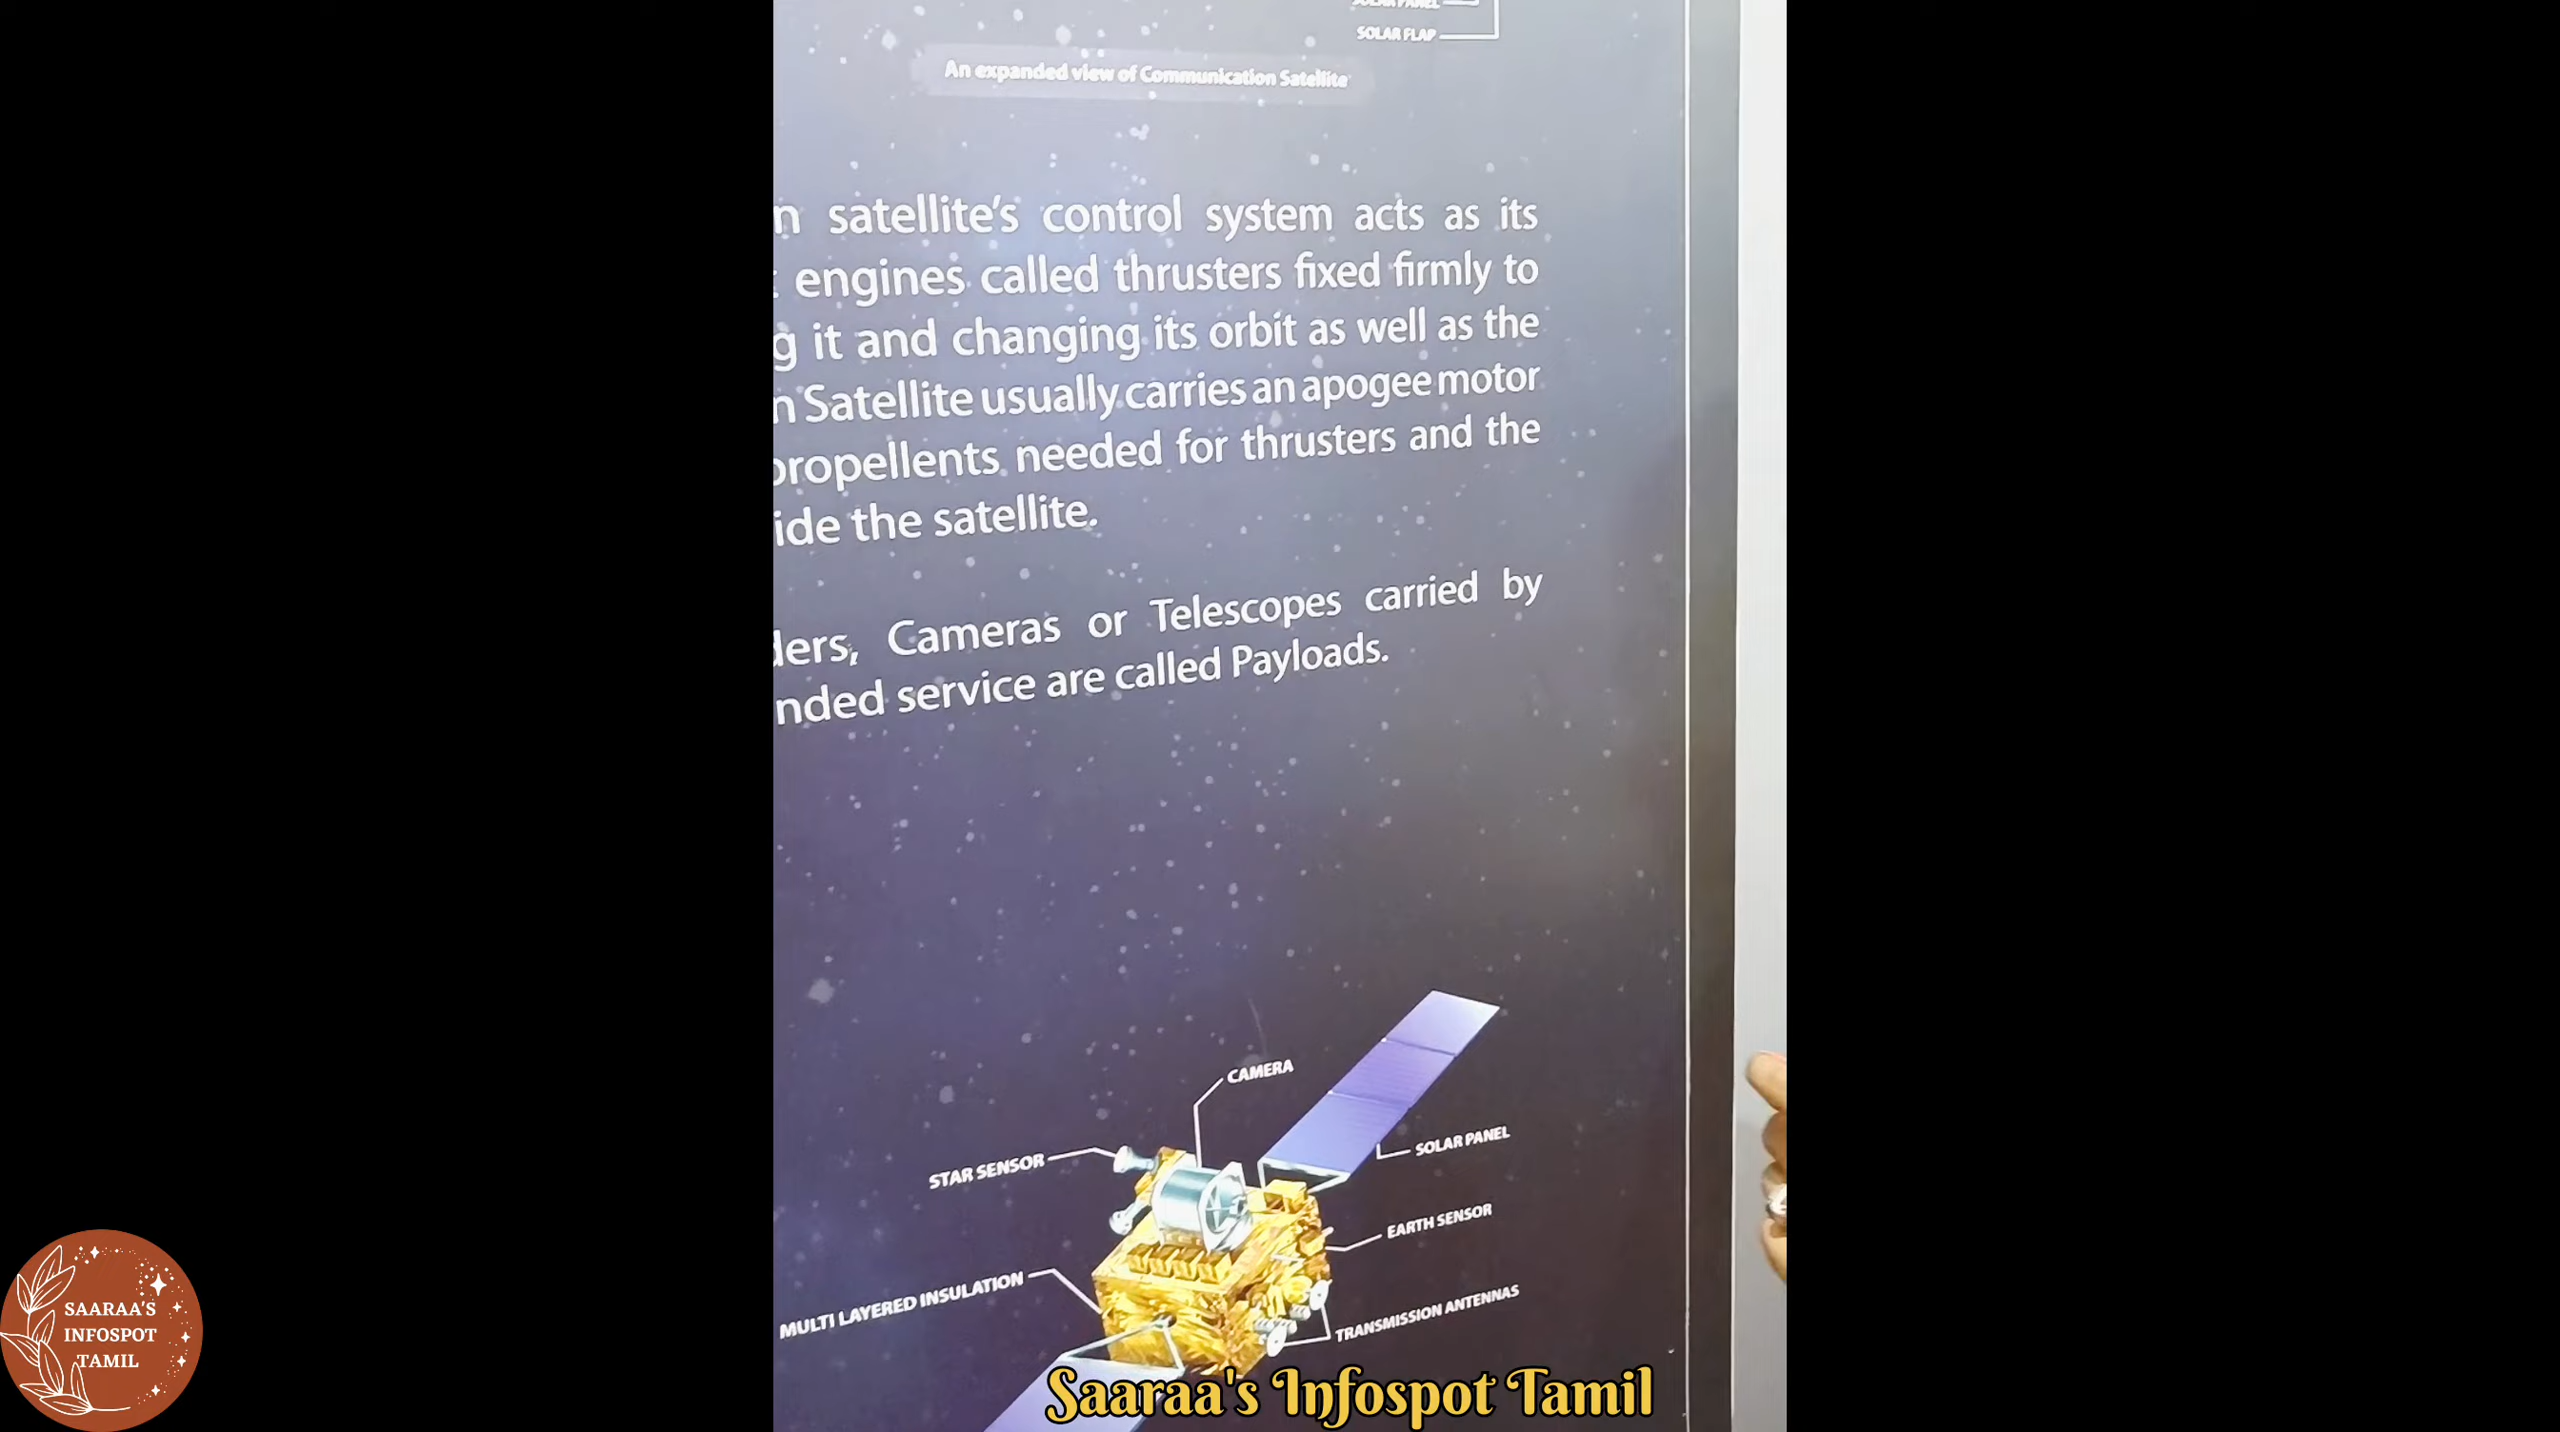 SOLAR PANEL
SOLAR FLAP
An expanded view of Communication Satellite
satellite's control system acts as its
engines called thrusters fixed firmly to
it and changing its orbit as well as the
Satellite usually carries an apogee motor
propellents needed for thrusters and the
ide the satellite.
ders, Cameras or Telescopes carried by
nded service are called Payloads.
CAMERA
STAR SENSOR
SOLAR PANEL
EARTH SENSOR
MULTI LAYERED INSULATION
TRANSMISSION ANTENNAS
SAARAA'S
INFOSPOT
TAMIL
Saaraa's Infospot Tamil